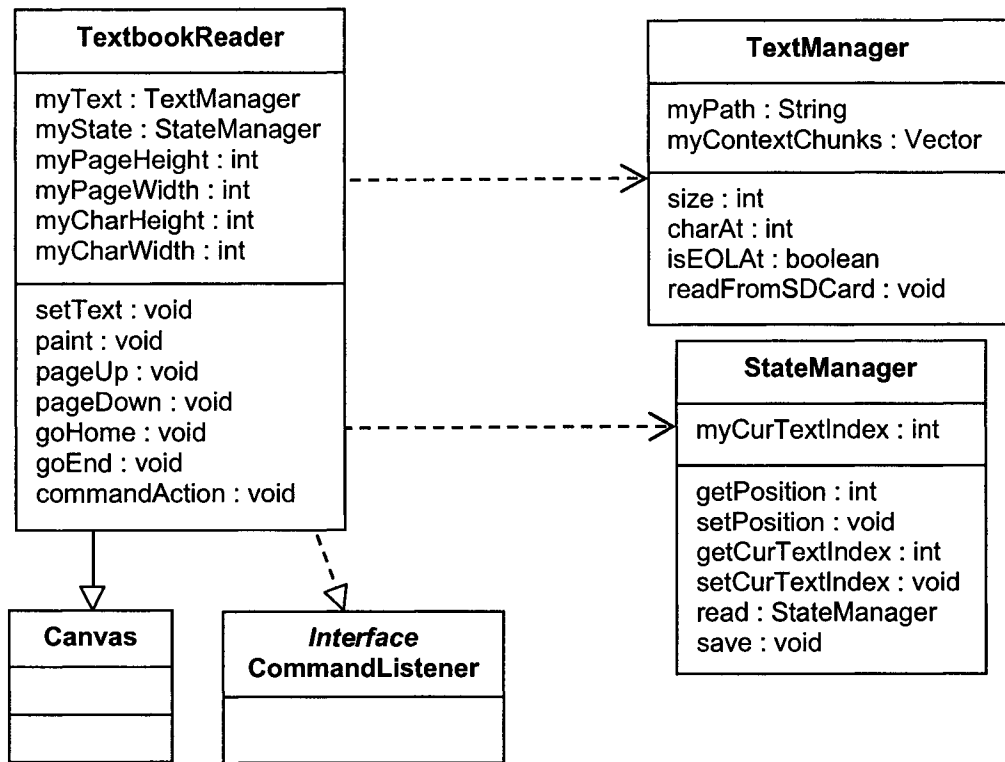 TextbookReader
myText : TextManager
myState : StateManager
myPageHeight : int
myPageWidth : int
myCharHeight : int
myCharWidth : int
setText : void
paint : void
pageUp : void
pageDown : void
goHome : void
goEnd : void
commandAction : void
TextManager
myPath : String
myContextChunks : Vector
size : int
charAt : int
isEOLAt : boolean
readFromSDCard : void
StateManager
myCurTextIndex : int
getPosition : int
setPosition : void
getCurTextIndex : int
setCurTextIndex : void
read : StateManager
save : void
Canvas
Interface
CommandListener